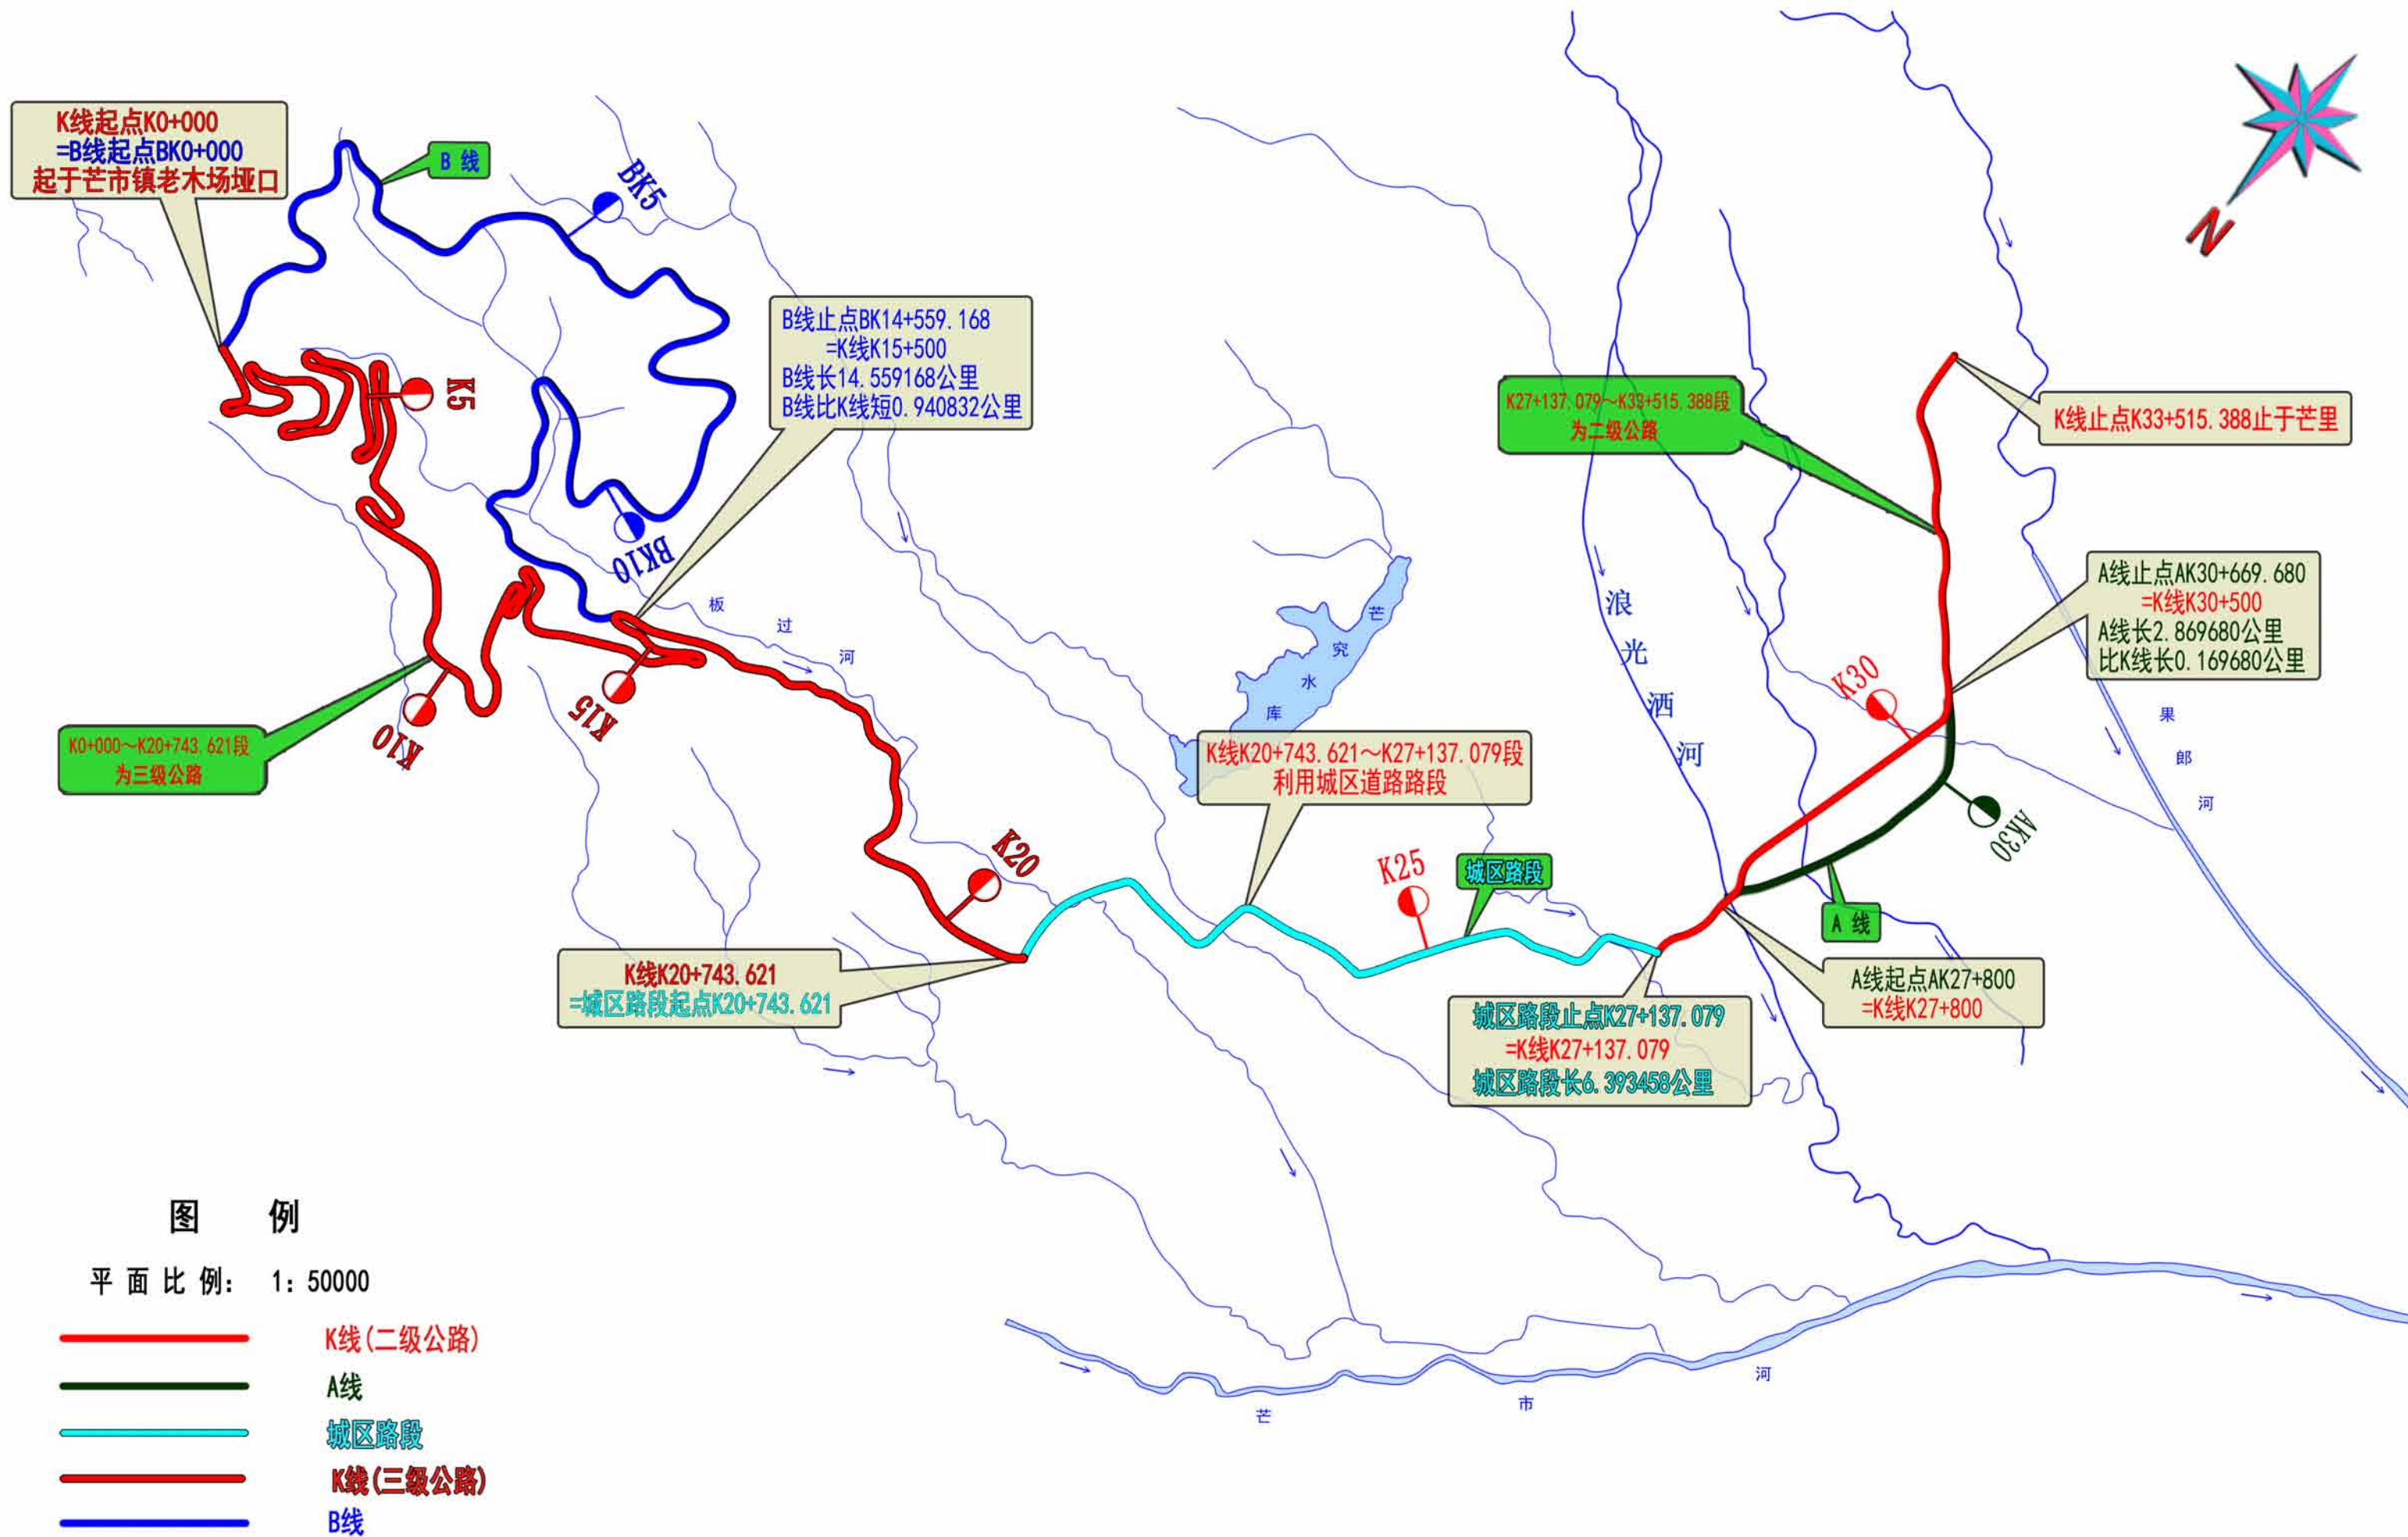 K线起点K0+000
=B线起点BK0+000
起于芒市镇老木场垭口
B 线
BK5
N
B线止点BK14+559.168
=K线K15+500
B线长14.559168公里
B线比K线短0.940832公里
K5
K27+137.079～K33+515.388段
为二级公路
K线止点K33+515.388止于芒里
BK10
板过河
芒究水库
浪光洒河
A线止点AK30+669.680
=K线K30+500
A线长2.869680公里
比K线长0.169680公里
K30
果郎河
K15
K10
K0+000～K20+743.621段
为三级公路
K线K20+743.621～K27+137.079段
利用城区道路路段
K20
K25
城区路段
AK30
A 线
K线K20+743.621
=城区路段起点K20+743.621
A线起点AK27+800
=K线K27+800
城区路段止点K27+137.079
=K线K27+137.079
城区路段长6.393458公里
芒市河
图 例
平面比例: 1: 50000
K线(二级公路)
A线
城区路段
K线(三级公路)
B线